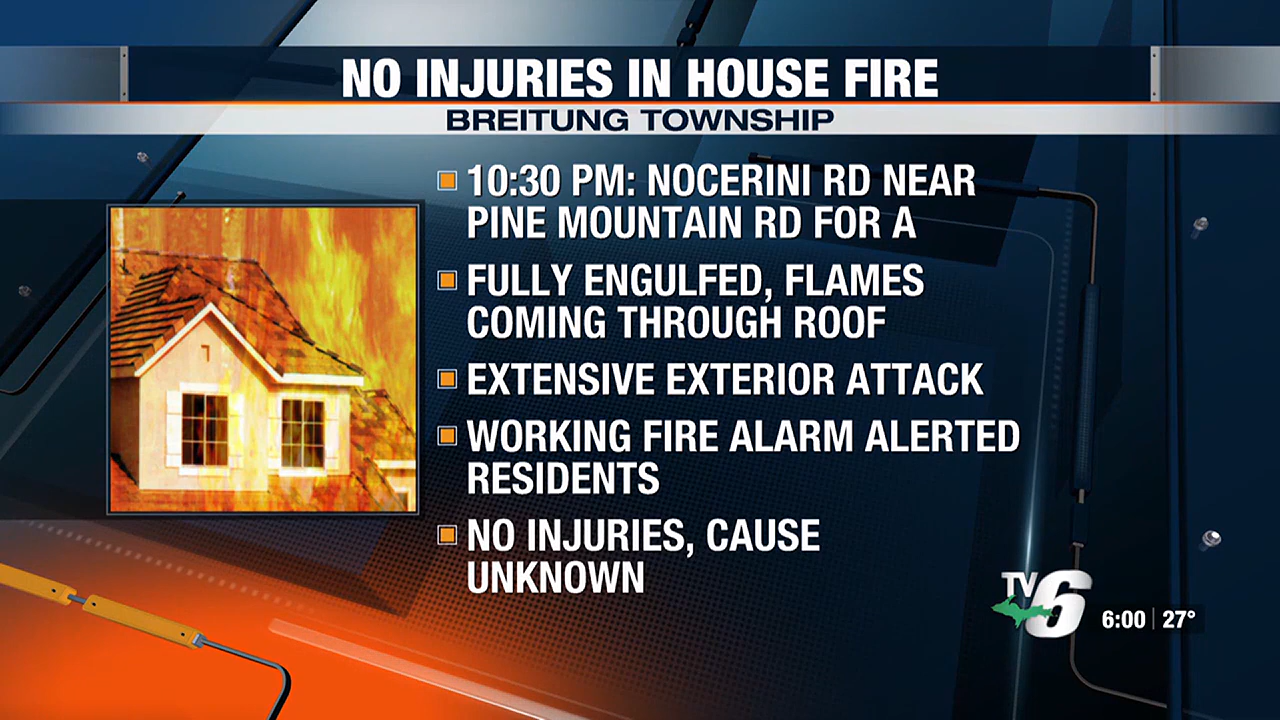 NO INJURIES IN HOUSE FIRE
BREITUNG TOWNSHIP
10:30 PM: NOCERINI RD NEAR
PINE MOUNTAIN RD FOR A
FULLY ENGULFED, FLAMES
COMING THROUGH ROOF
EXTENSIVE EXTERIOR ATTACK
WORKING FIRE ALARM ALERTED
RESIDENTS
NO INJURIES, CAUSE
UNKNOWN
TV6
6:00 | 27°